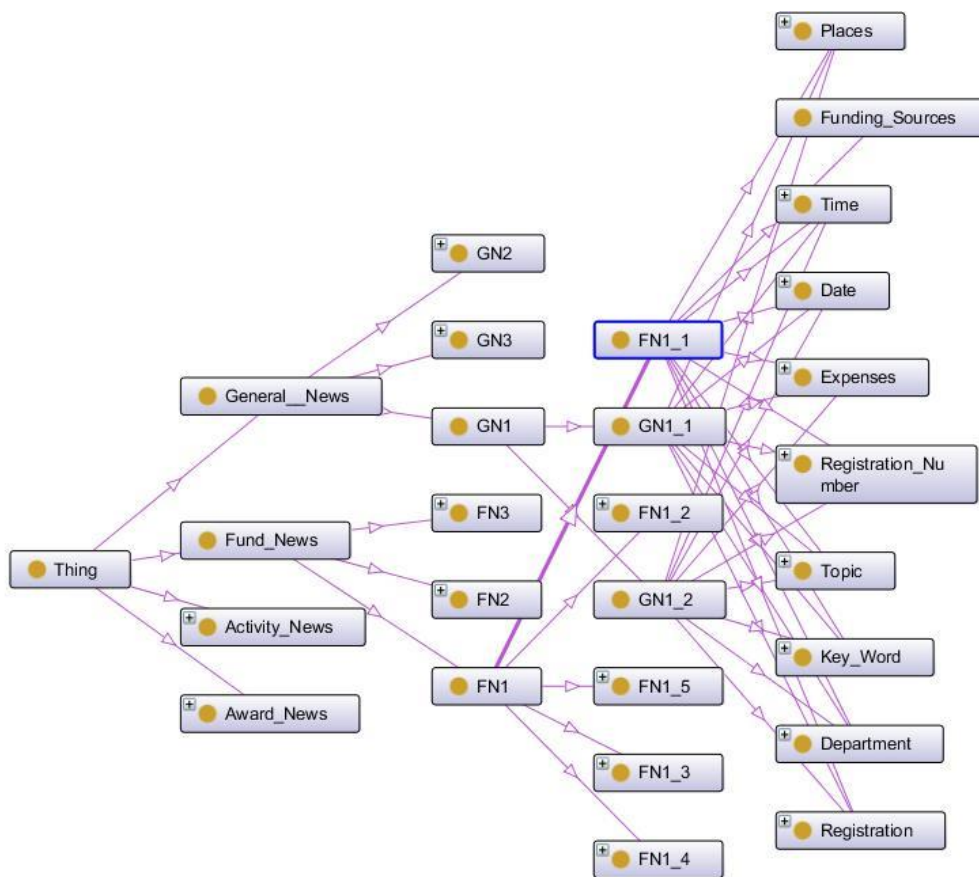 Places
Funding_Sources
Time
GN2
Date
GN3
FN1_1
Expenses
General__News
GN1
GN1_1
Registration_Nu
mber
FN3
FN1_2
Fund_News
Thing
Topic
FN2
GN1_2
Activity_News
Key_Word
FN1
FN1_5
Award_News
Department
FN1_3
Registration
FN1_4